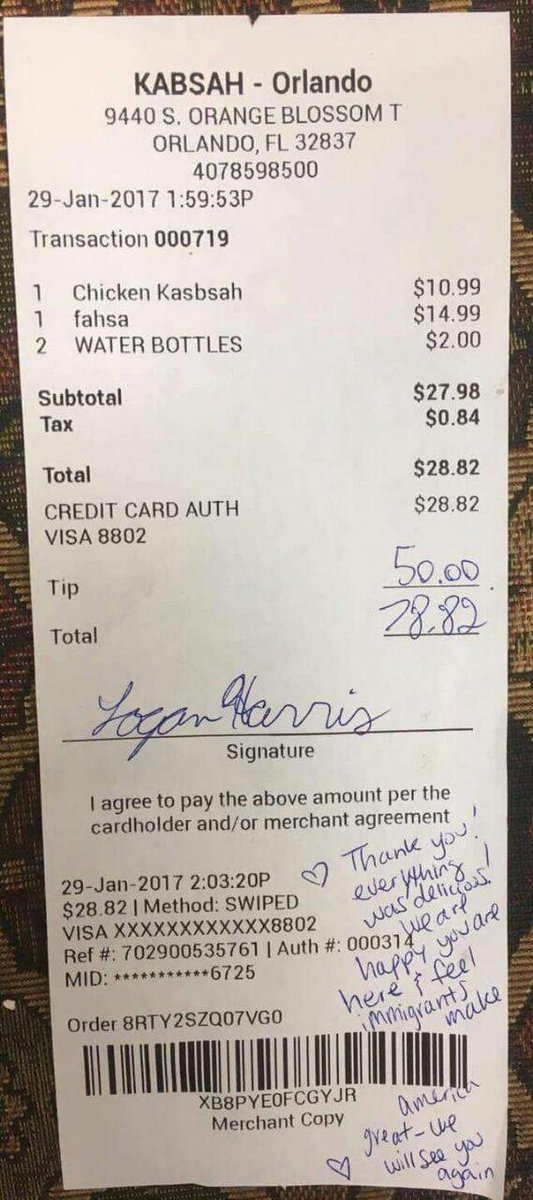 KABSAH - Orlando
9440 S. ORANGE BLOSSOM T
ORLANDO, FL 32837
4078598500
29-Jan-2017 1:59:53P
Transaction 000719
1 Chicken Kasbsah $10.99
1 fahsa $14.99
2 WATER BOTTLES $2.00
Subtotal $27.98
Tax $0.84
Total $28.82
CREDIT CARD AUTH $28.82
VISA 8802
Tip 50.00
Total 78.82
Logan Harris
Signature
I agree to pay the above amount per the
cardholder and/or merchant agreement
29-Jan-2017 2:03:20P
$28.82 | Method: SWIPED
VISA XXXXXXXXXXXX8802
Ref #: 702900535761 | Auth #: 000314
MID: ***********6725
Order 8RTY2SZQ07VG0
XB8PYE0FCGYJR
Merchant Copy
♡ Thank you!
everything
was delicious!
we are
happy you are
here & feel
immigrants
make
america
great - we
will see you
♡ again